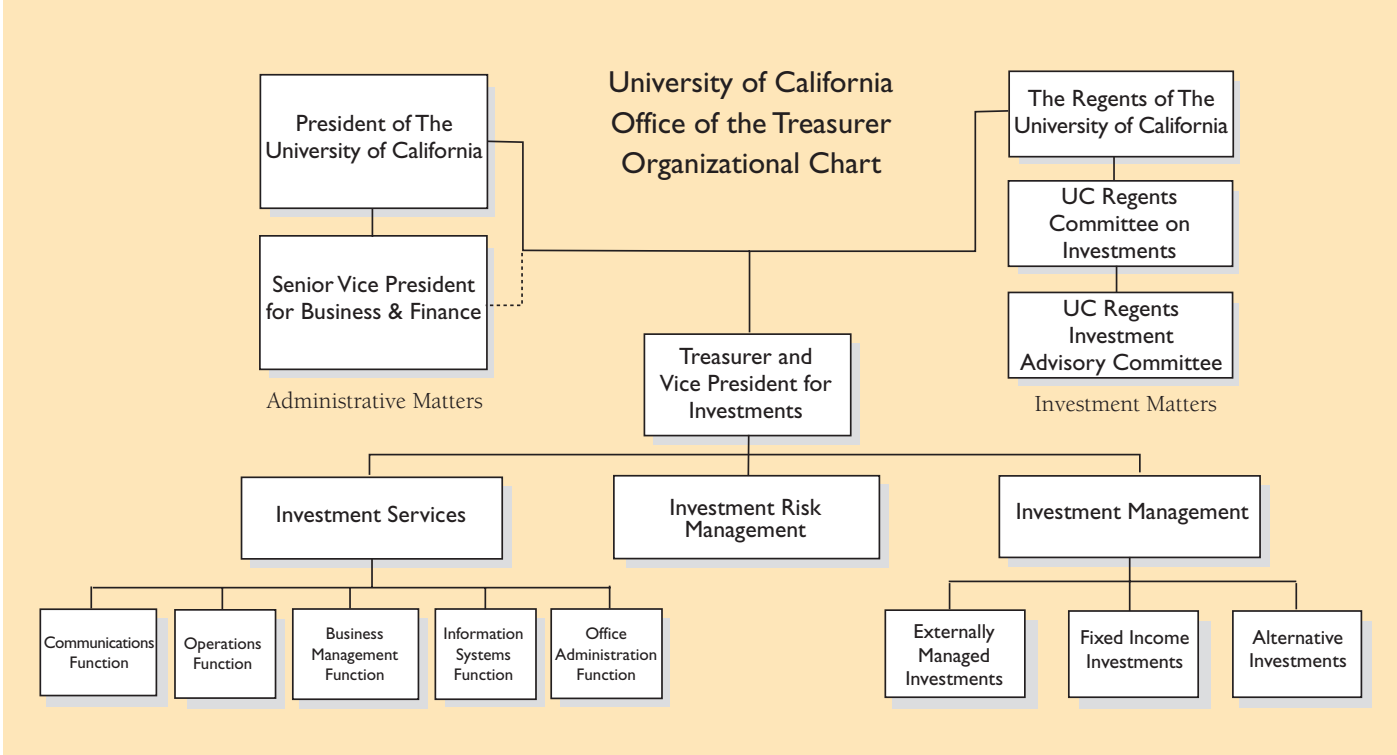 University of California
Office of the Treasurer
Organizational Chart
President of The
University of California
Senior Vice President
for Business & Finance
Administrative Matters
The Regents of The
University of California
UC Regents
Committee on
Investments
UC Regents
Investment
Advisory Committee
Investment Matters
Treasurer and
Vice President for
Investments
Investment Services
Investment Risk
Management
Investment Management
Communications
Function
Operations
Function
Business
Management
Function
Information
Systems
Function
Office
Administration
Function
Externally
Managed
Investments
Fixed Income
Investments
Alternative
Investments